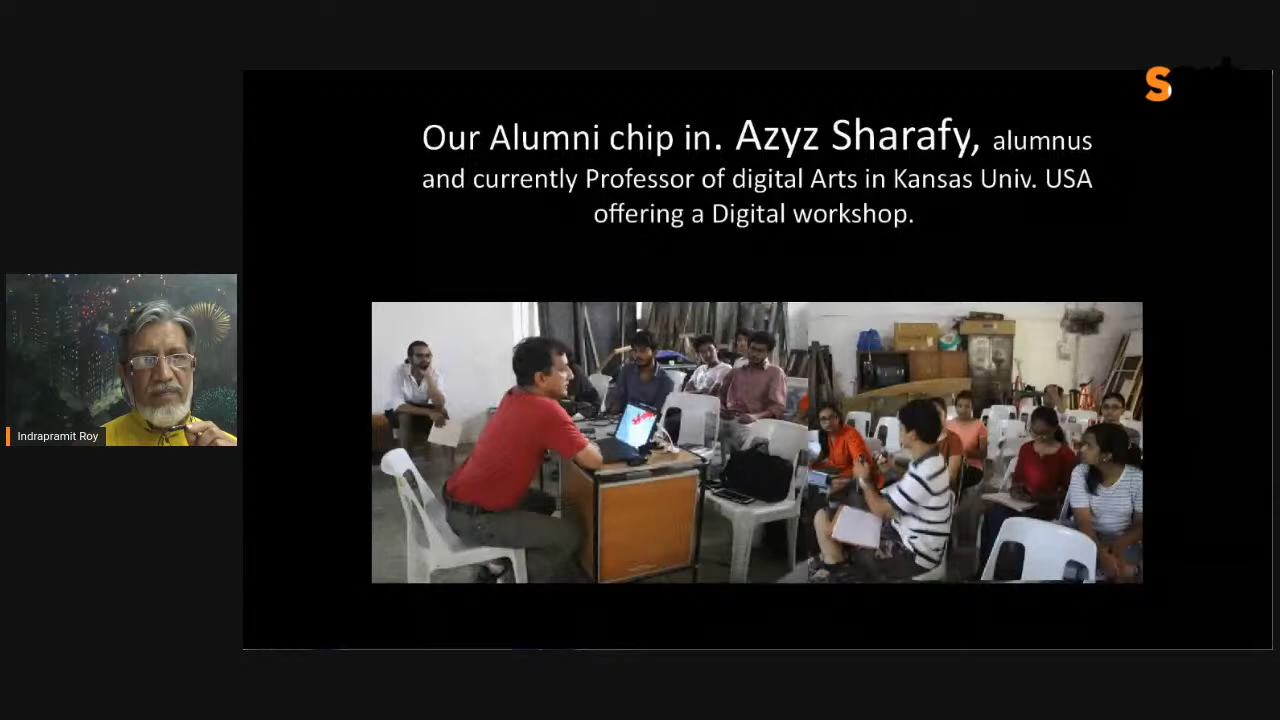 S
Our Alumni chip in. Azyz Sharafy, alumnus
and currently Professor of digital Arts in Kansas Univ. USA
offering a Digital workshop.
Indrapramit Roy